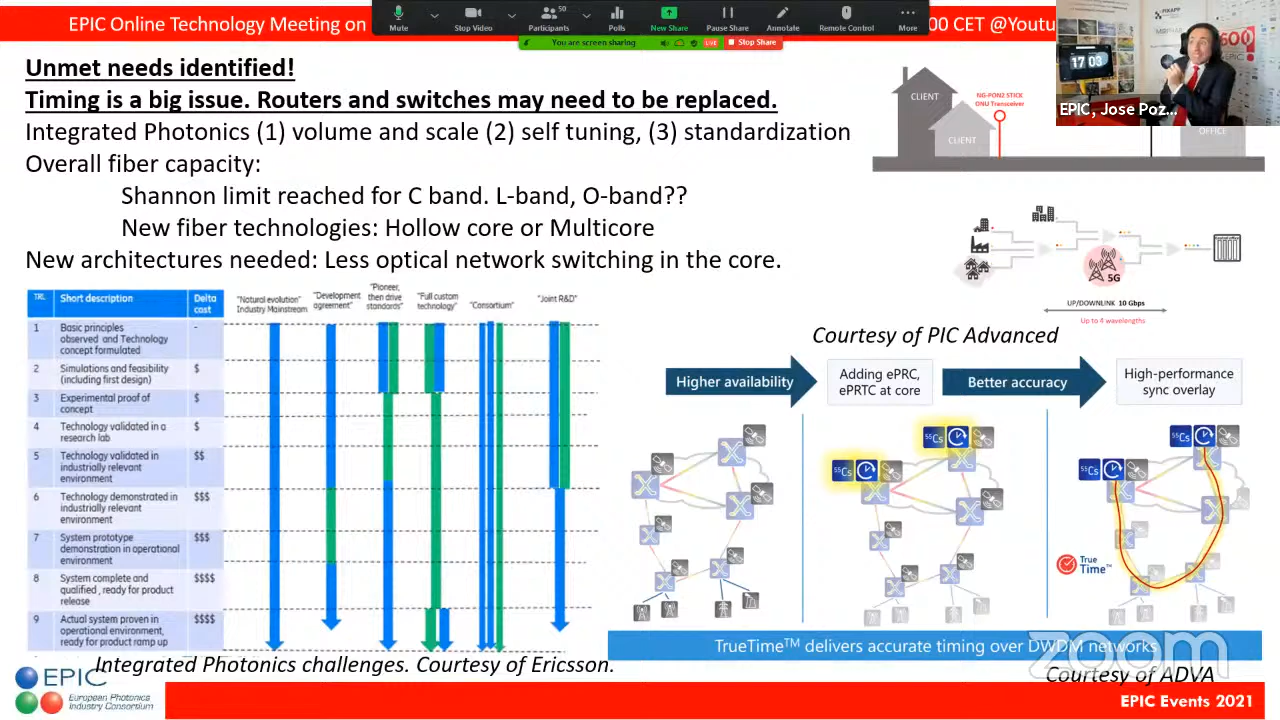 EPIC Online Technology Meeting on
00 CET @Youtu
Mute
Stop Video
50
Participants
Polls
New Share
Pause Share
Annotate
Remote Control
More
You are screen sharing
LIVE
Stop Share
17 03
EPIC, Jose Poz...
Unmet needs identified!
Timing is a big issue. Routers and switches may need to be replaced.
Integrated Photonics (1) volume and scale (2) self tuning, (3) standardization
Overall fiber capacity:
Shannon limit reached for C band. L-band, O-band??
New fiber technologies: Hollow core or Multicore
New architectures needed: Less optical network switching in the core.
CLIENT
CLIENT
NG-PON2 STICK
ONU Transceiver
OFFICE
5G
UP/DOWNLINK 10 Gbps
Up to 4 wavelengths
Courtesy of PIC Advanced
TRL Short description Delta cost
"Natural evolution" Industry Mainstream
"Development agreement"
"Pioneer, then drive standards"
"Full custom technology"
"Consortium"
"Joint R&D"
1 Basic principles observed and Technology concept formulated -
2 Simulations and feasibility (including first design) $
3 Experimental proof of concept $
4 Technology validated in a research lab $
5 Technology validated in industrially relevant environment $$
6 Technology demonstrated in industrially relevant environment $$$
7 System prototype demonstration in operational environment $$$
8 System complete and qualified, ready for product release $$$$
9 Actual system proven in operational environment, ready for product ramp up $$$$
Integrated Photonics challenges. Courtesy of Ericsson.
Higher availability
Adding ePRC,
ePRTC at core
Better accuracy
High-performance
sync overlay
55Cs
55Cs
55Cs
55Cs
True
Time™
TrueTime™ delivers accurate timing over DWDM networks
zoom
Courtesy of ADVA
EPIC
European Photonics
Industry Consortium
EPIC Events 2021